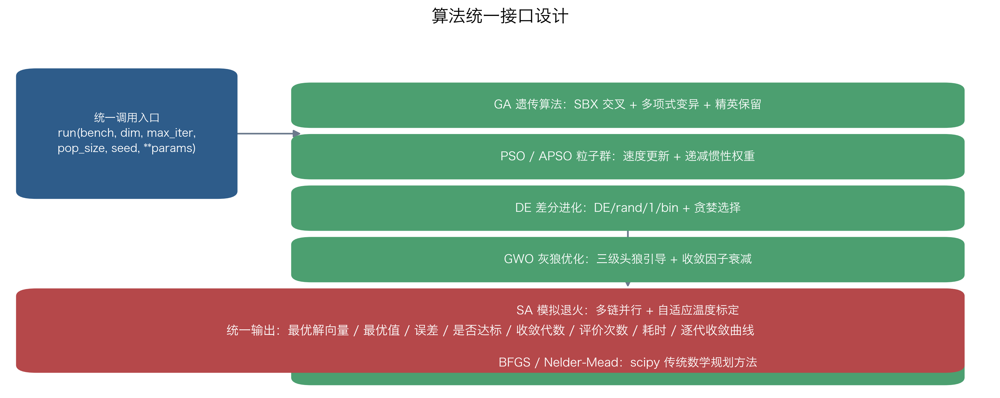 算法统一接口设计
统一调用入口
run(bench, dim, max_iter,
pop_size, seed, **params)
GA 遗传算法：SBX 交叉 + 多项式变异 + 精英保留
PSO / APSO 粒子群：速度更新 + 递减惯性权重
DE 差分进化：DE/rand/1/bin + 贪婪选择
GWO 灰狼优化：三级头狼引导 + 收敛因子衰减
SA 模拟退火：多链并行 + 自适应温度标定
统一输出：最优解向量 / 最优值 / 误差 / 是否达标 / 收敛代数 / 评价次数 / 耗时 / 逐代收敛曲线
BFGS / Nelder-Mead：scipy 传统数学规划方法